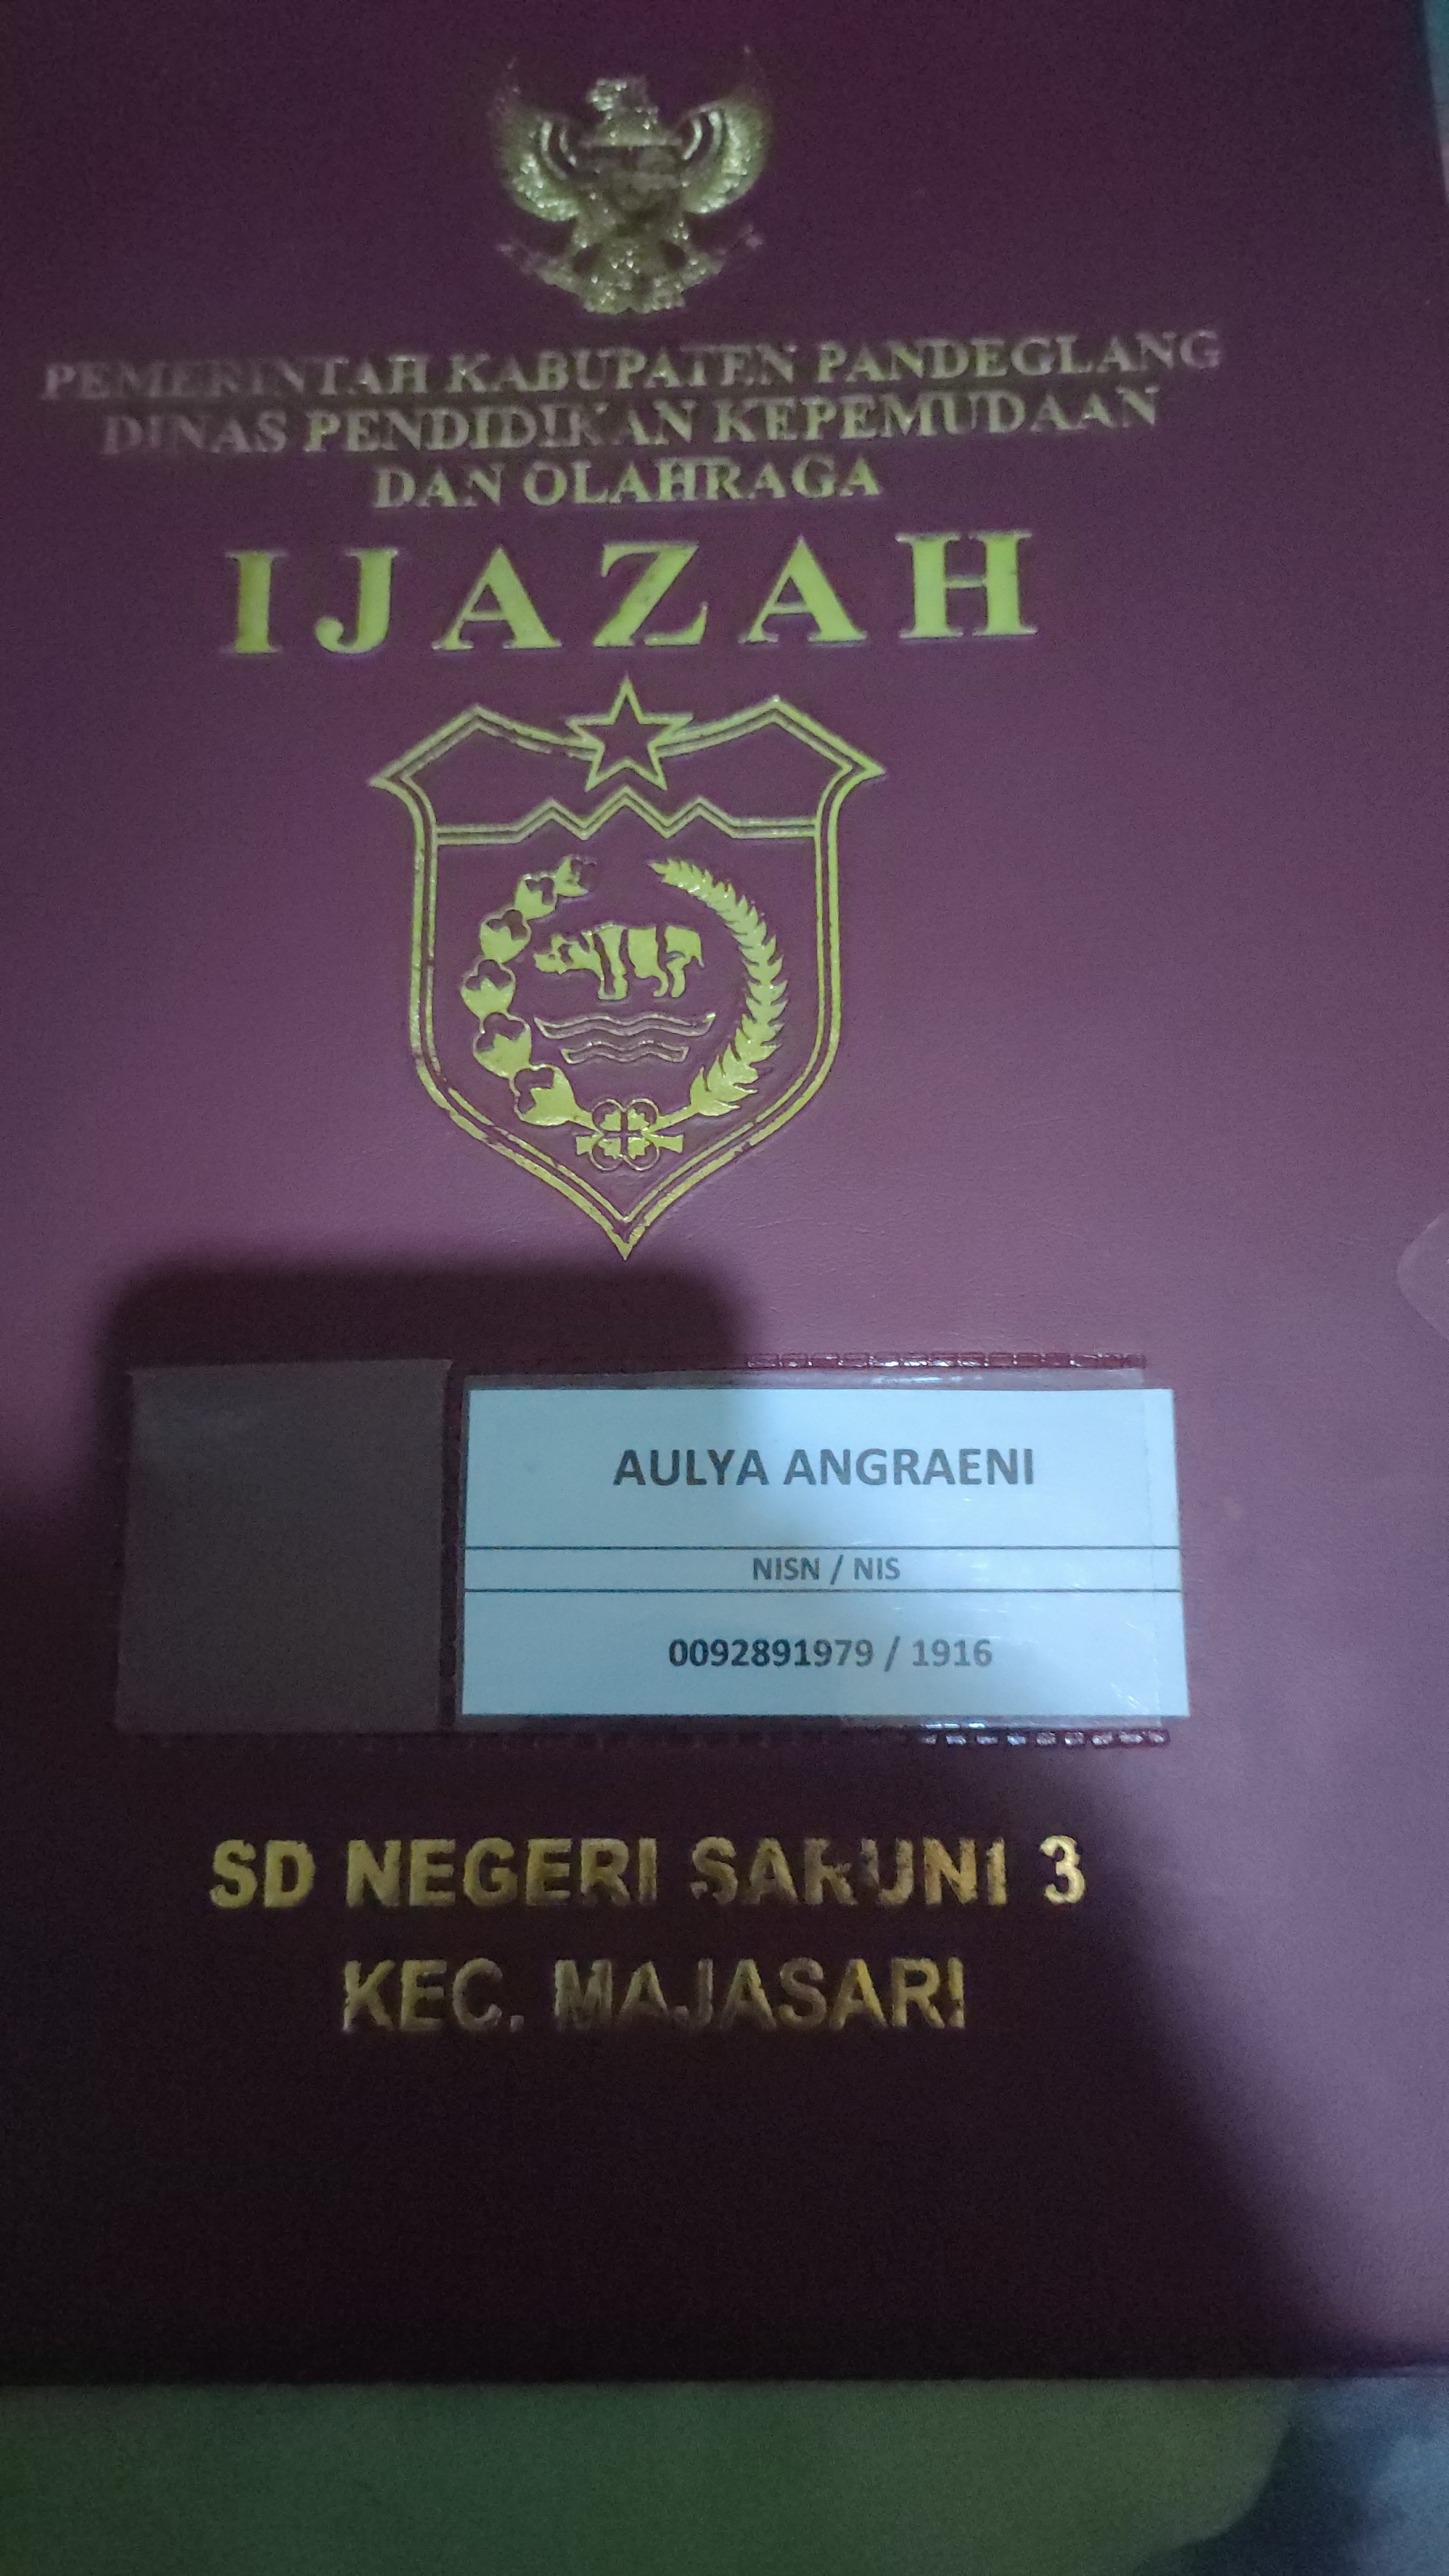 PEMERINTAH KABUPATEN PANDEGLANG
DINAS PENDIDIKAN KEPEMUDAAN
DAN OLAHRAGA
IJAZAH
AULYA ANGRAENI
NISN / NIS
0092891979 / 1916
SD NEGERI SARUNI 3
KEC. MAJASARI